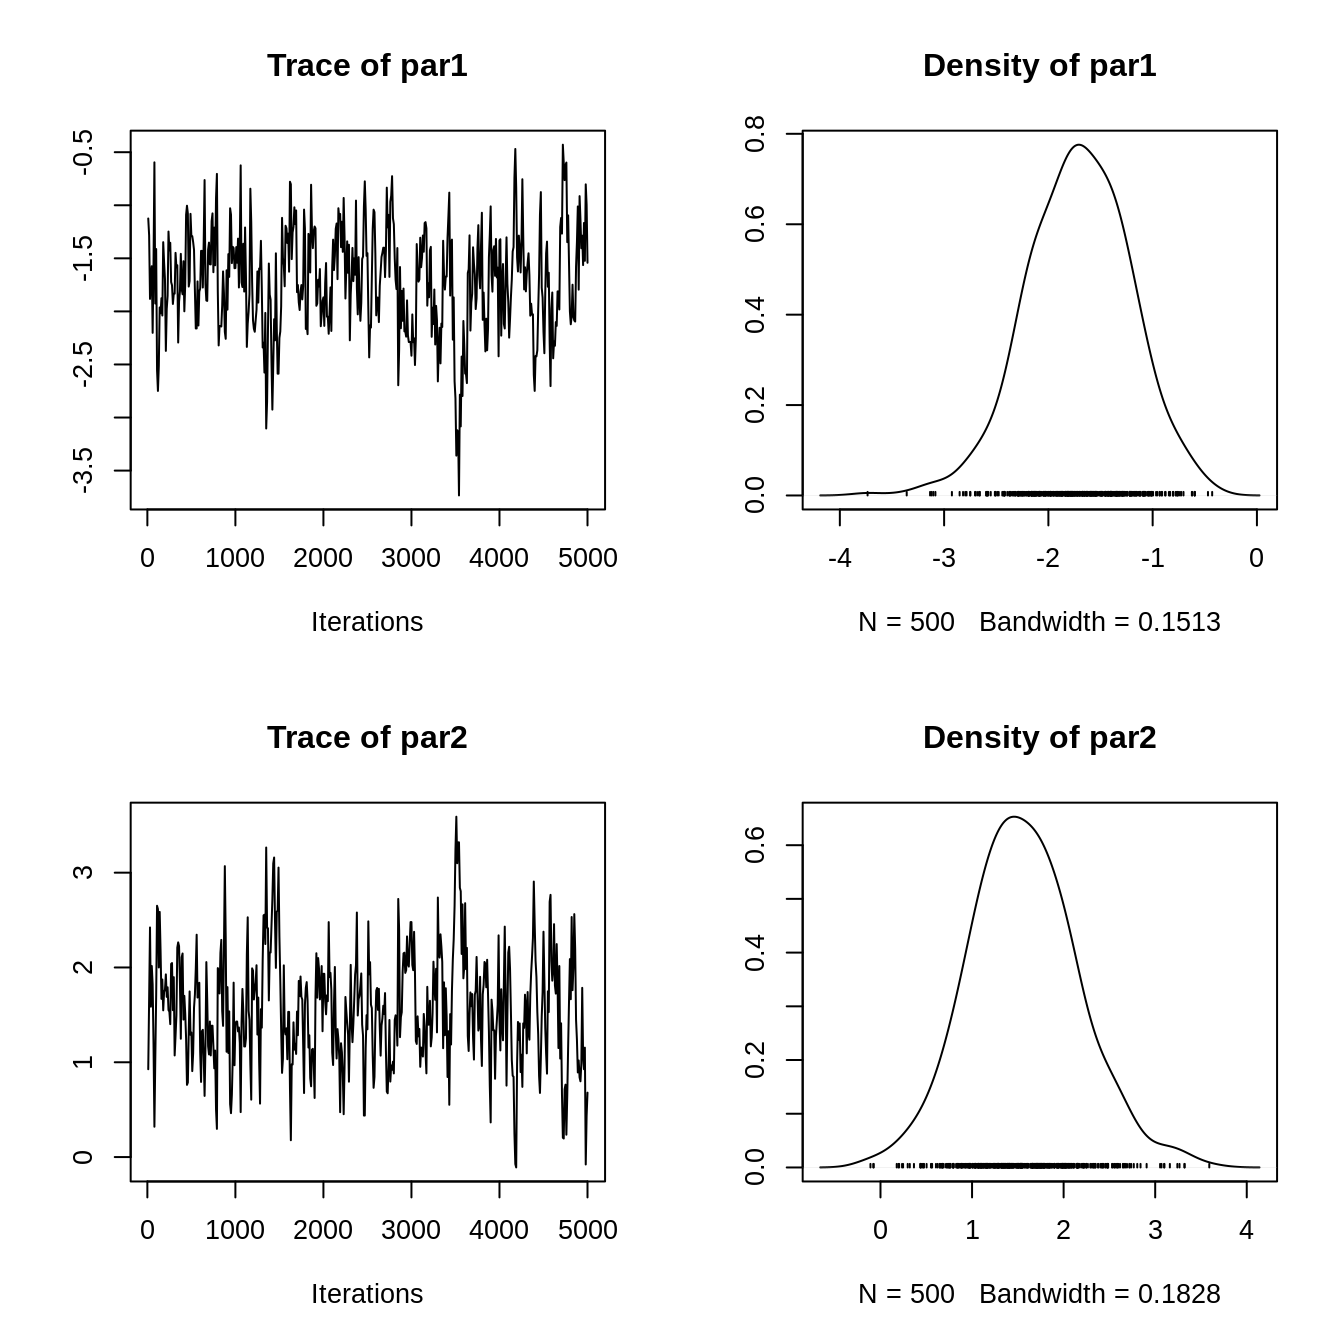 Trace of par1
-0.5
-1.5
-2.5
-3.5
0 1000 2000 3000 4000 5000
Iterations
Density of par1
0.8
0.6
0.4
0.2
0.0
-4 -3 -2 -1 0
N = 500 Bandwidth = 0.1513
Trace of par2
3
2
1
0
0 1000 2000 3000 4000 5000
Iterations
Density of par2
0.6
0.4
0.2
0.0
0 1 2 3 4
N = 500 Bandwidth = 0.1828